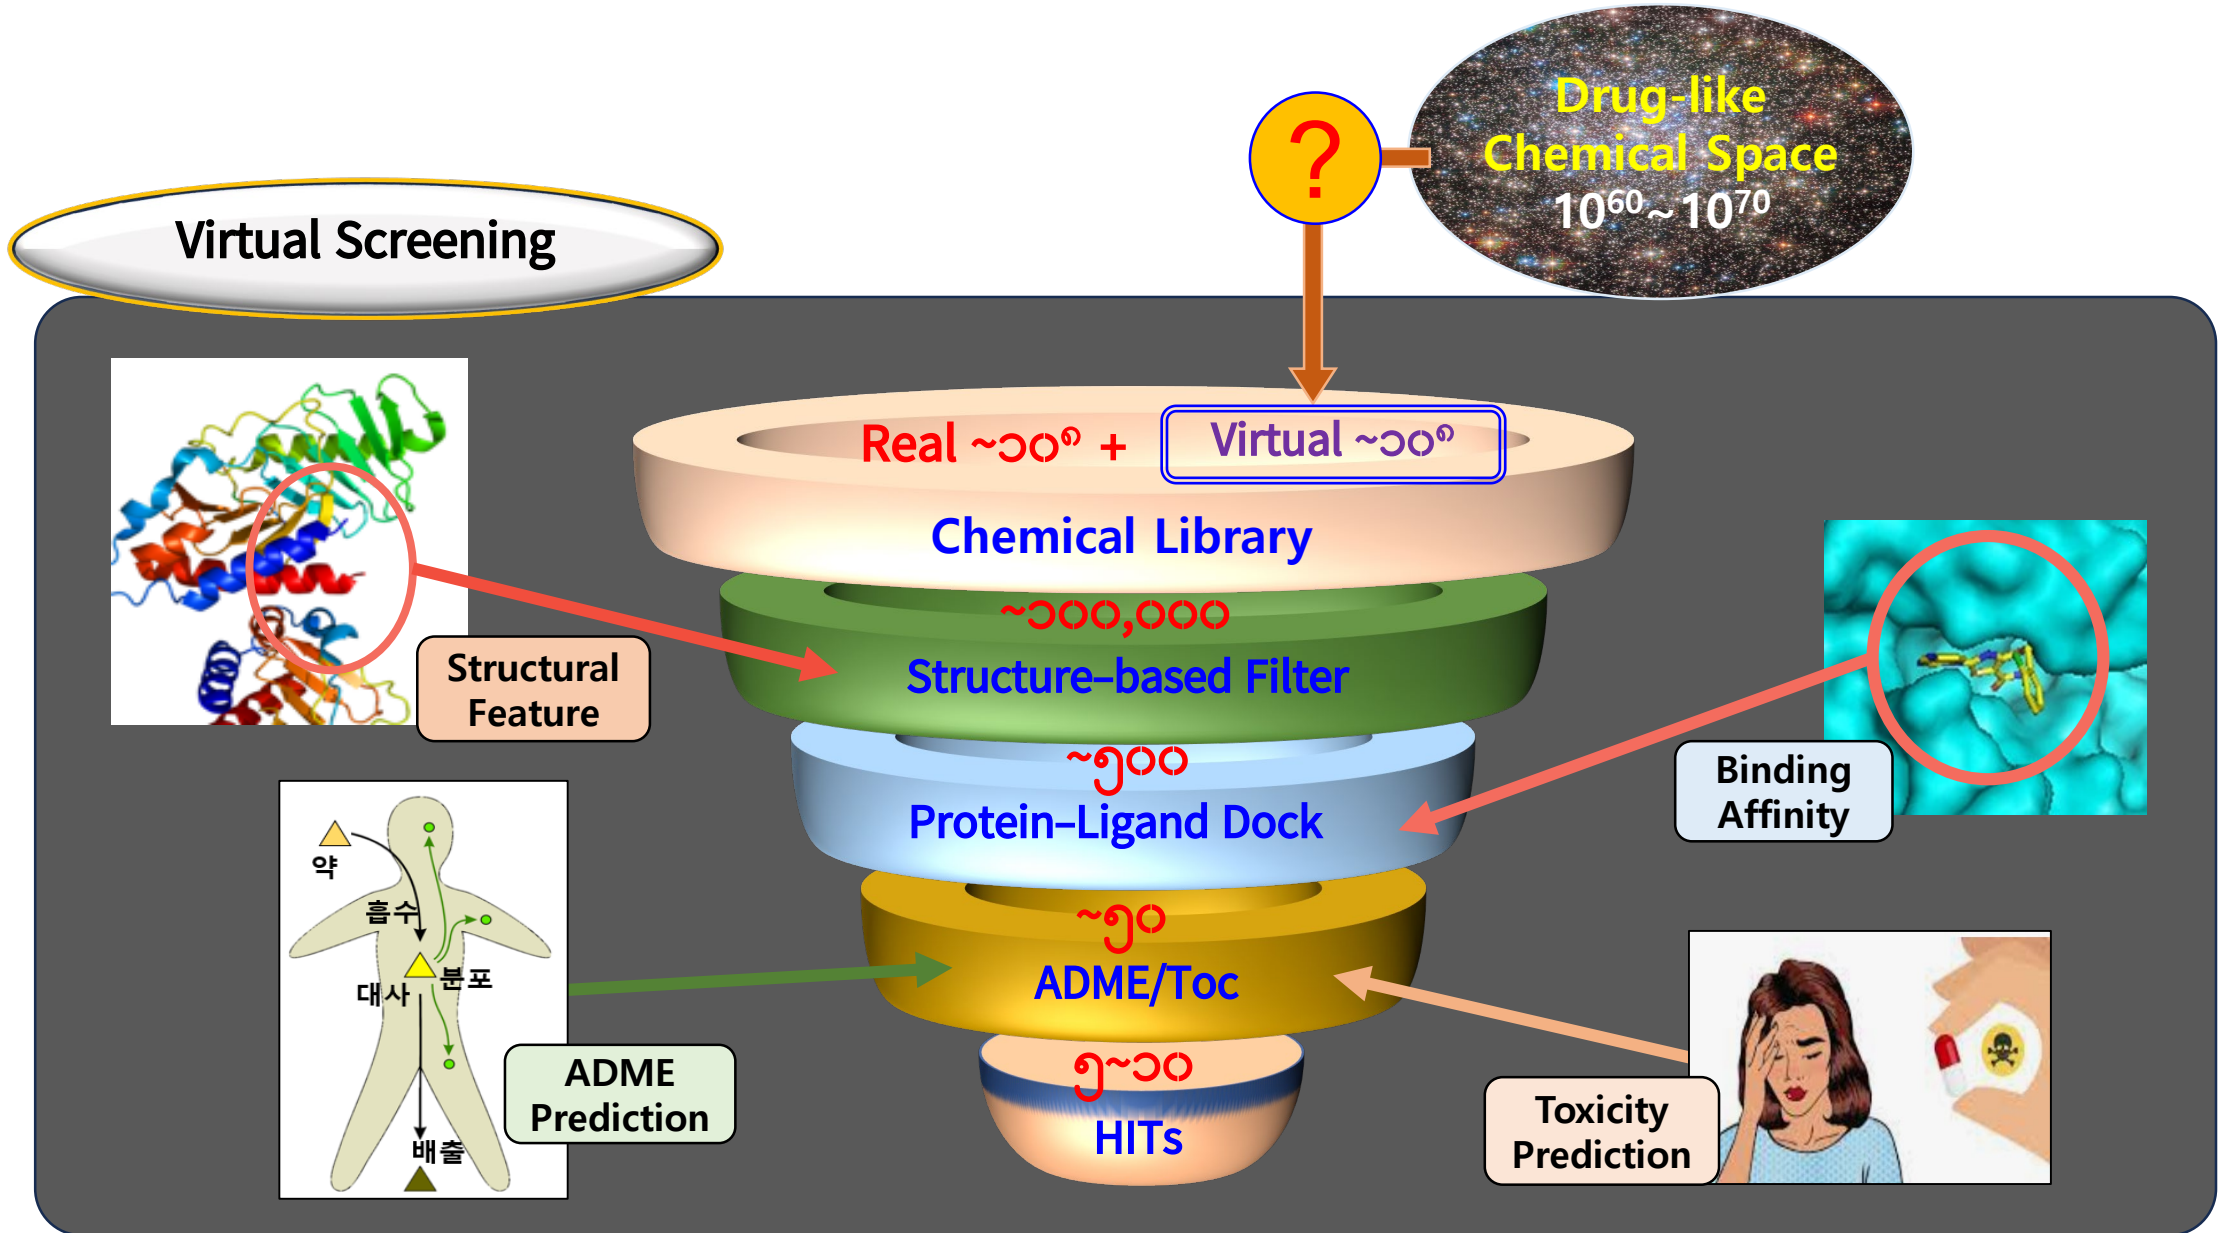 Drug-like
Chemical Space
10⁶⁰~10⁷⁰
?
Virtual Screening
Real ~၁၀၈ +
Virtual ~၁၀၈
Chemical Library
~၁၀၀,၀၀၀
Structure–based Filter
Structural
Feature
~၅၀၀
Protein–Ligand Dock
Binding
Affinity
~၅၀
ADME/Toc
약
흡수
분포
대사
배출
ADME
Prediction
၅~၁၀
HITs
Toxicity
Prediction